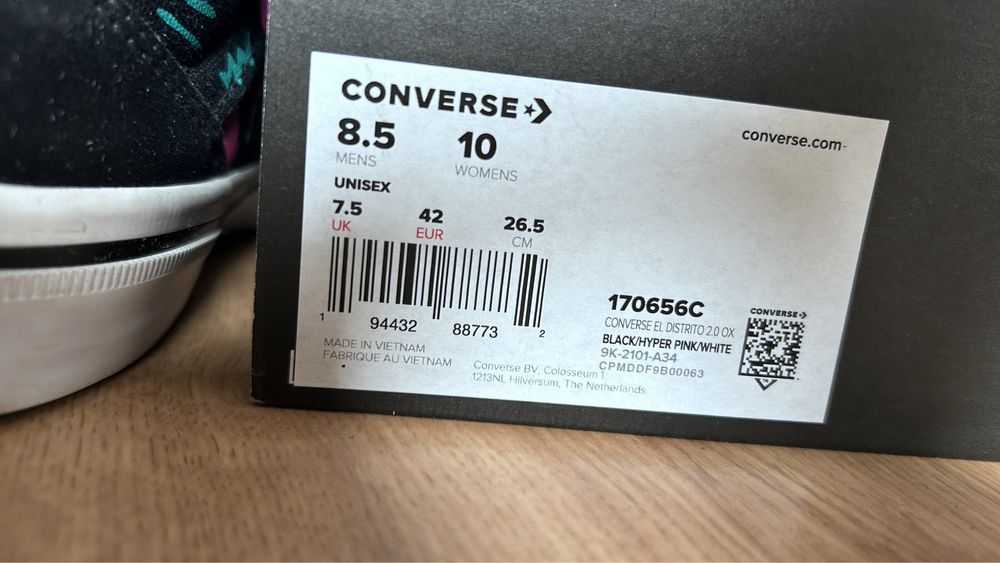 CONVERSE
converse.com
8.5 10
MENS WOMENS
UNISEX
7.5 42 26.5
UK EUR CM
1 94432 88773 2
MADE IN VIETNAM
FABRIQUE AU VIETNAM
Converse BV, Colosseum 1
1213NL Hilversum, The Netherlands
170656C
CONVERSE EL DISTRITO 2.0 OX
BLACK/HYPER PINK/WHITE
9K-2101-A34
CPMDDF9B00063
CONVERSE